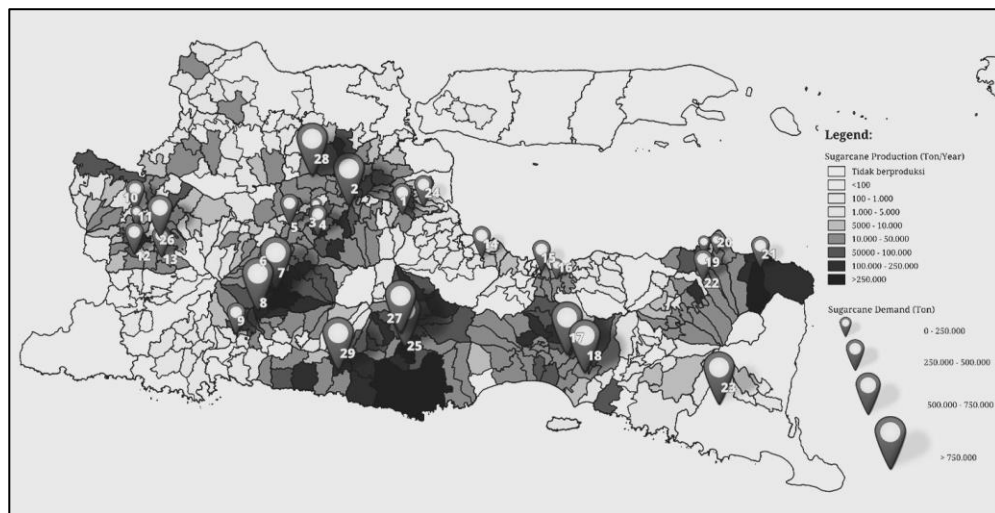 28
2
10
11
26
12
13
5
3
4
1
24
6
7
8
9
14
15
16
20
19
21
22
27
25
29
17
18
23
Legend:
Sugarcane Production (Ton/Year)
Tidak berproduksi
<100
100 - 1.000
1.000 - 5.000
5000 - 10.000
10.000 - 50.000
50000 - 100.000
100.000 - 250.000
>250.000
Sugarcane Demand (Ton)
0 - 250.000
250.000 - 500.000
500.000 - 750.000
> 750.000